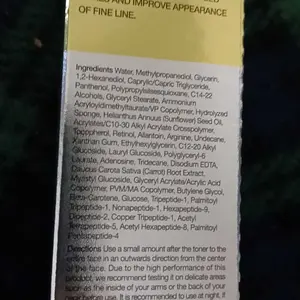 AND IMPROVE APPEARANCE
OF FINE LINE.
Ingredients Water, Methylpropanediol, Glycerin,
1,2-Hexanediol, Caprylic/Capric Triglyceride,
Panthenol, Polypropylsilsesquioxane, C14-22
Alcohols, Glyceryl Stearate, Ammonium
Acryloyldimethyltaurate/VP Copolymer, Hydrolyzed
Sponge, Helianthus Annuus (Sunflower) Seed Oil,
Acrylates/C10-30 Alkyl Acrylate Crosspolymer,
Tocopherol, Retinol, Allantoin, Arginine, Undecane,
Xanthan Gum, Ethylhexylglycerin, C12-20 Alkyl
Glucoside, Lauryl Glucoside, Polyglyceryl-6
Laurate, Adenosine, Tridecane, Disodium EDTA,
Daucus Carota Sativa (Carrot) Root Extract,
Myristyl Glucoside, Glyceryl Acrylate/Acrylic Acid
Copolymer, PVM/MA Copolymer, Butylene Glycol,
Beta-Carotene, Glucose, Tripeptide-1, Palmitoyl
Tripeptide-1, Nonapeptide-1, Hexapeptide-9,
Dipeptide-2, Copper Tripeptide-1, Acetyl
Tetrapeptide-5, Acetyl Hexapeptide-8, Palmitoyl
Pentapeptide-4
Directions Use a small amount after the toner to the
entire face in an outwards direction from the center
of the face. Due to the high performance of this
product, we recommend testing it on delicate areas
such as the inside of your arms or the back of your
neck before use. It is recommended to use at night, it